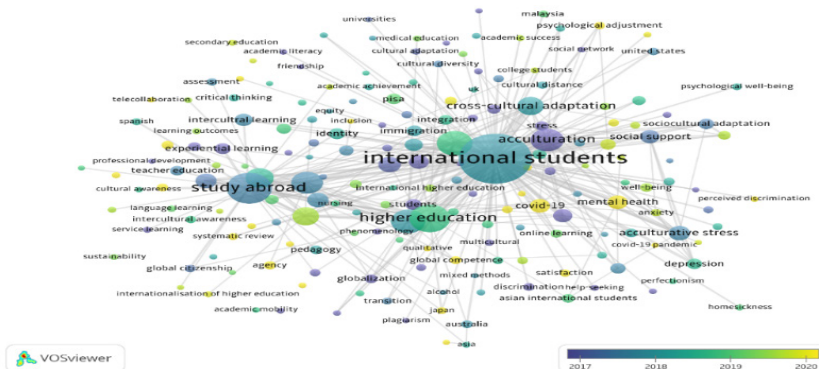 malaysia
universities
psychological adjustment
medical education
academic success
secondary education
academic literacy
cultural adaptation
social network
united states
friendship
cultural diversity
college students
assessment
academic achievement
uk
cultural distance
psychological well-being
telecollaboration
critical thinking
pisa
cross-cultural adaptation
equity
spanish
intercultural learning
inclusion
integration
stress
sociocultural adaptation
learning outcomes
identity
immigration
acculturation
social support
experiential learning
international students
professional development
teacher education
cultural awareness
study abroad
international higher education
well-being
perceived discrimination
nursing
students
covid-19
mental health
language learning
anxiety
intercultural awareness
higher education
service learning
phenomenology
online learning
acculturative stress
systematic review
multicultural
covid-19 pandemic
pedagogy
qualitative
sustainability
global competence
depression
global citizenship
agency
mixed methods
satisfaction
globalization
perfectionism
discrimination
help-seeking
internationalisation of higher education
alcohol
asian international students
transition
academic mobility
japan
homesickness
plagiarism
australia
asia
VOSviewer
2017
2018
2019
2020